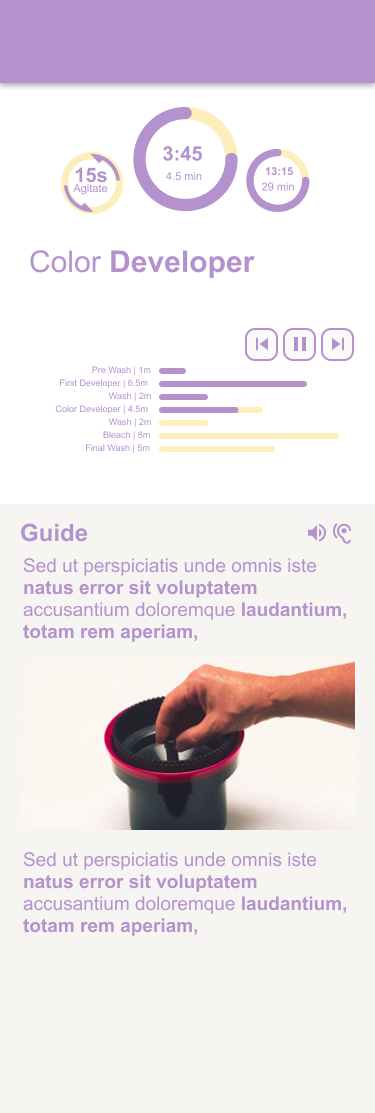 15s
Agitate
3:45
4.5 min
13:15
29 min
Color Developer
Pre Wash | 1m
First Developer | 6.5m
Wash | 2m
Color Developer | 4.5m
Wash | 2m
Bleach | 8m
Final Wash | 5m
Guide
Sed ut perspiciatis unde omnis iste
natus error sit voluptatem
accusantium doloremque laudantium,
totam rem aperiam,
Sed ut perspiciatis unde omnis iste
natus error sit voluptatem
accusantium doloremque laudantium,
totam rem aperiam,